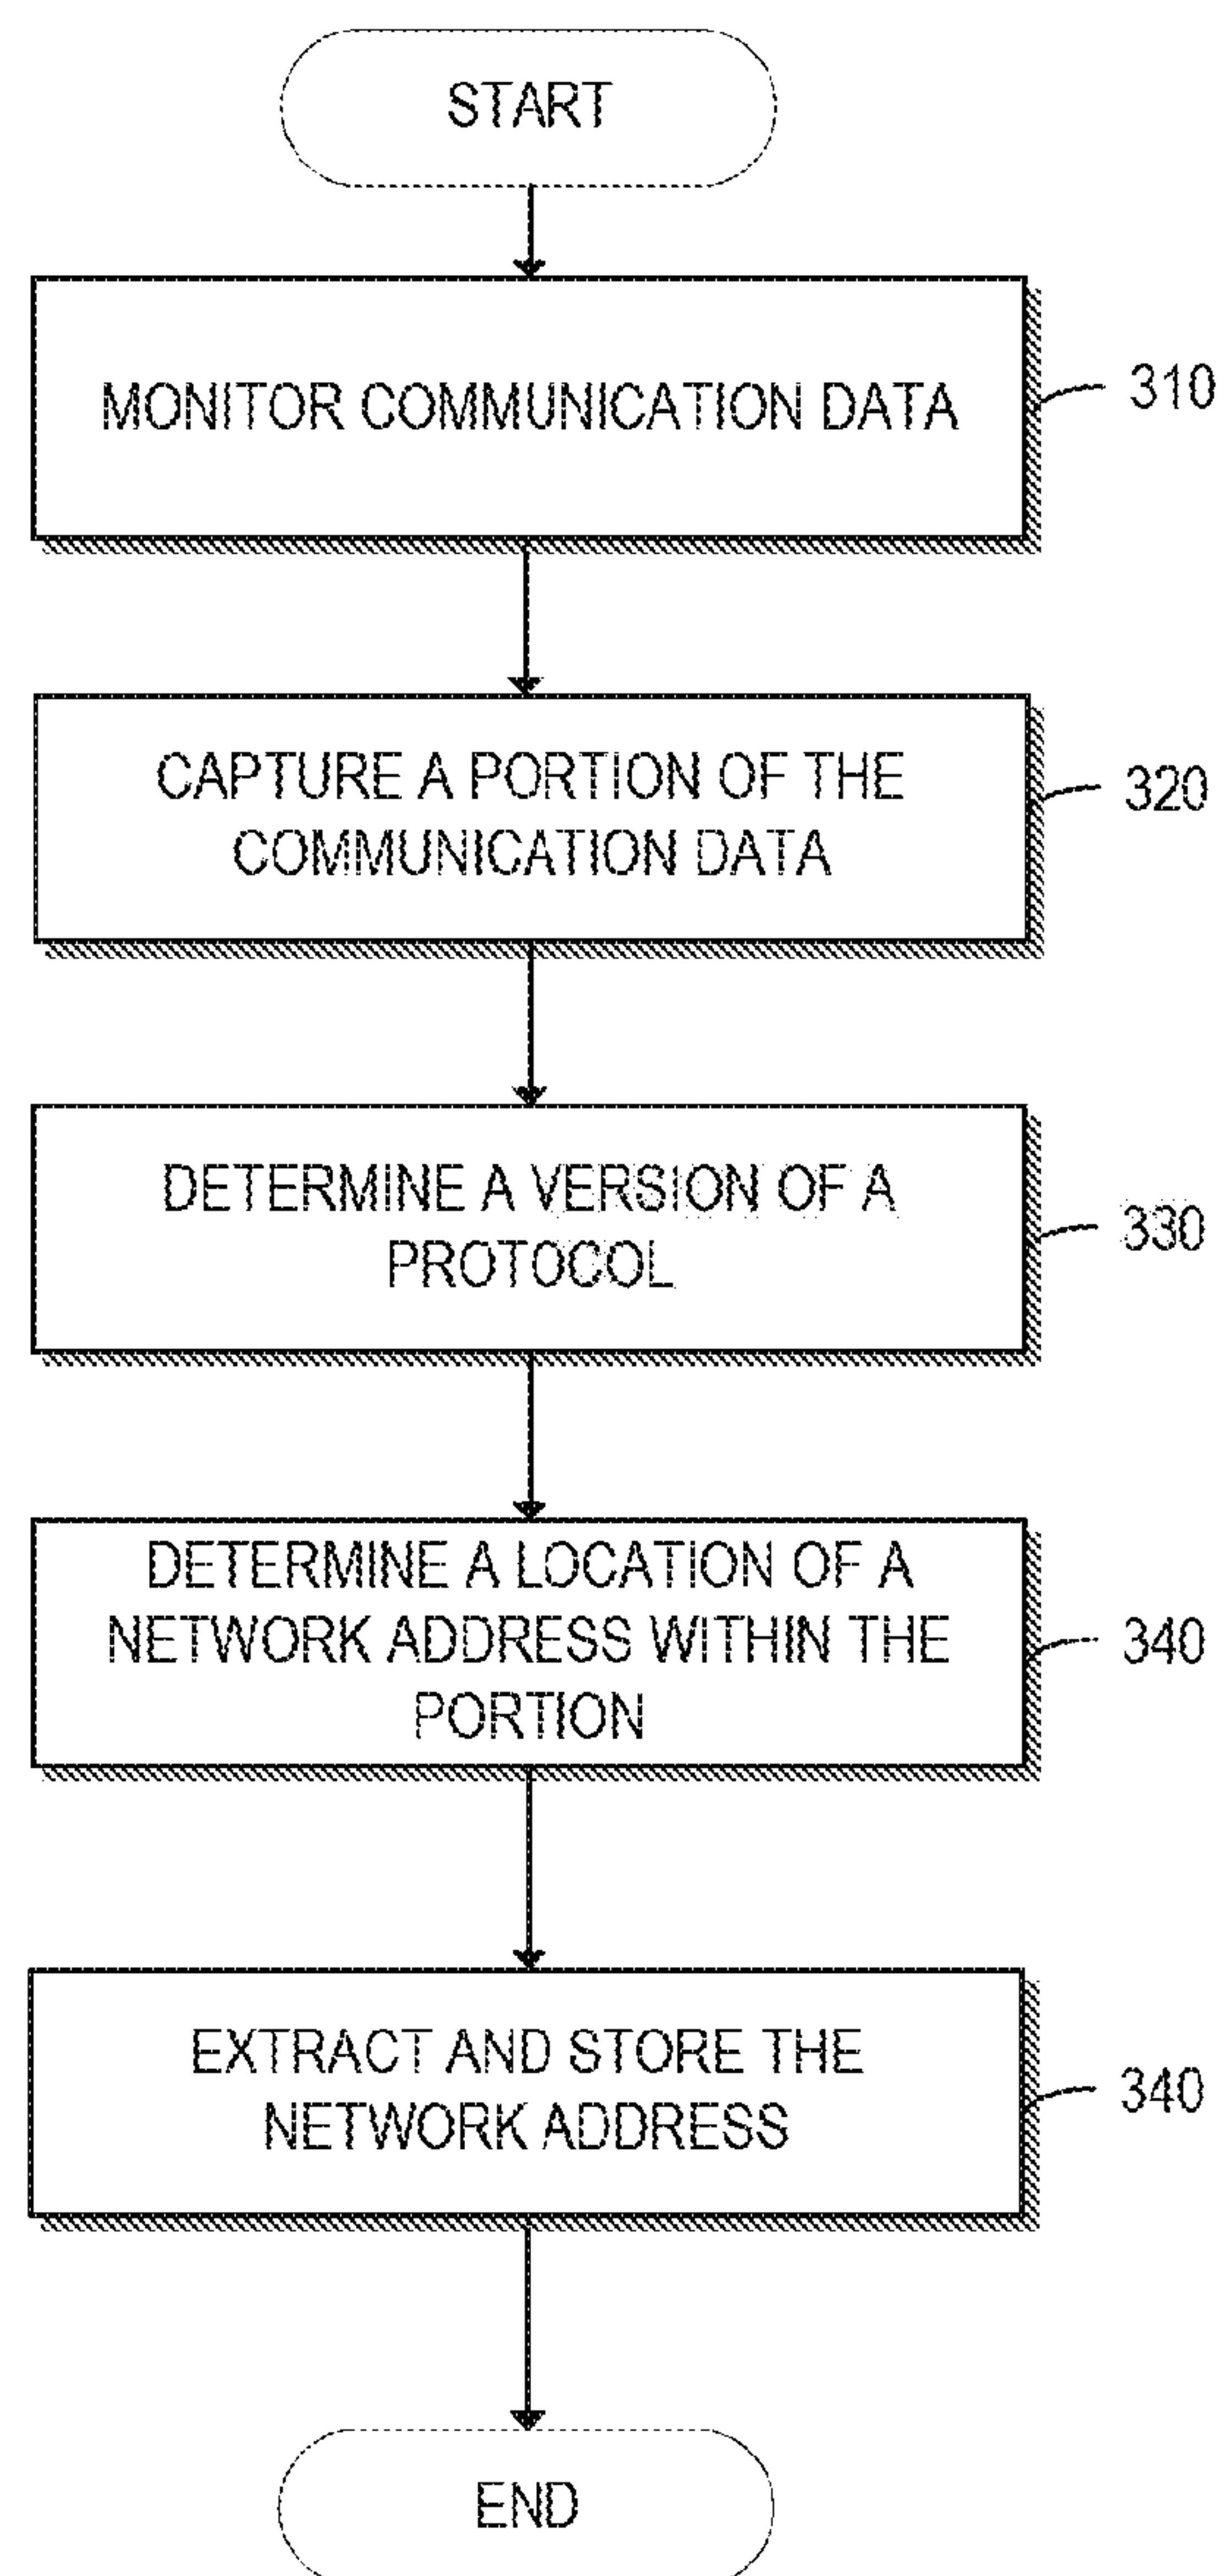 START
MONITOR COMMUNICATION DATA
310
CAPTURE A PORTION OF THE
COMMUNICATION DATA
320
DETERMINE A VERSION OF A
PROTOCOL
330
DETERMINE A LOCATION OF A
NETWORK ADDRESS WITHIN THE
PORTION
340
EXTRACT AND STORE THE
NETWORK ADDRESS
340
END